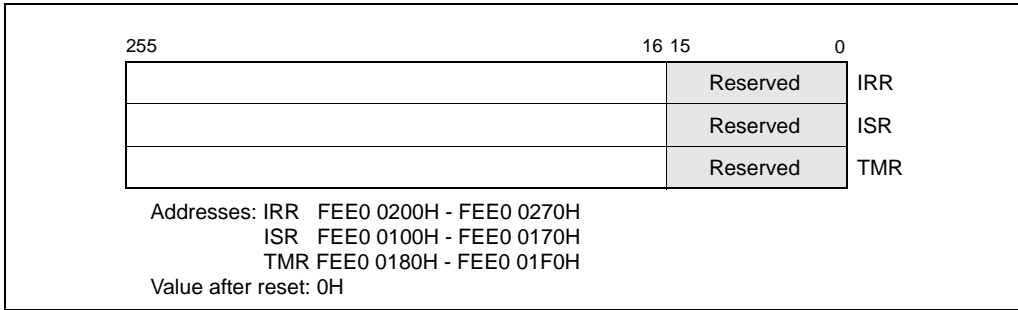 255 16 15 0
Reserved IRR
Reserved ISR
Reserved TMR
Addresses: IRR FEE0 0200H - FEE0 0270H
ISR FEE0 0100H - FEE0 0170H
TMR FEE0 0180H - FEE0 01F0H
Value after reset: 0H